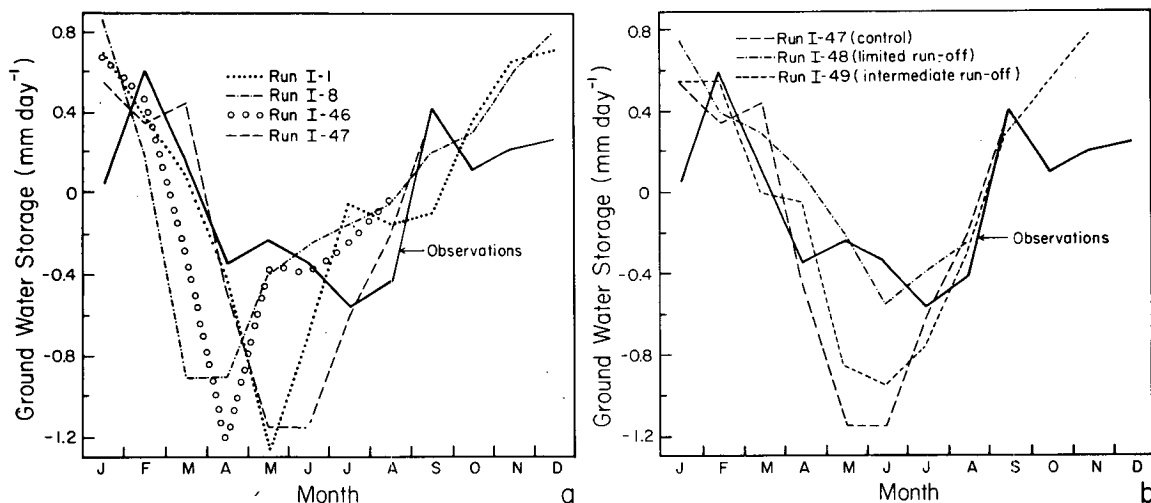 Ground Water Storage (mm day⁻¹)
0.8
0.4
0
-0.4
-0.8
-1.2
Run I-1
Run I-8
Run I-46
Run I-47
Observations
J F M A M J J A S O N D
Month
a
Ground Water Storage (mm day⁻¹)
0.8
0.4
0
-0.4
-0.8
-1.2
Run I-47 (control)
Run I-48 (limited run-off)
Run I-49 (intermediate run-off)
Observations
J F M A M J J A S O N D
Month
b